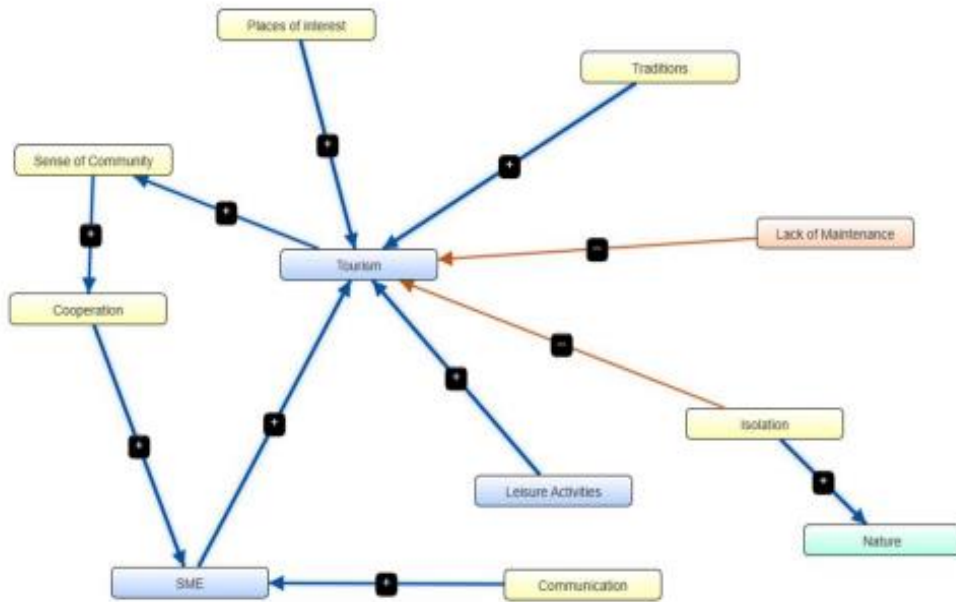 Places of interest
Traditions
+
+
Sense of Community
+
+
Lack of Maintenance
−
Tourism
Cooperation
−
+
+
Isolation
+
+
Leisure Activities
+
Nature
SME
+
Communication